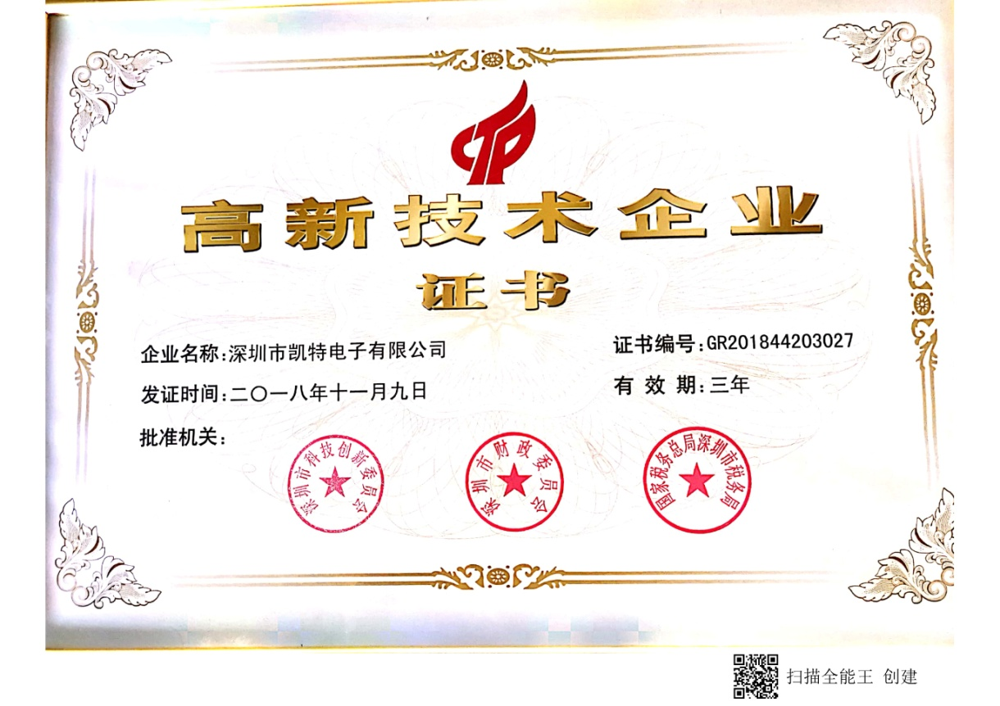 高新技术企业
证书
企业名称:深圳市凯特电子有限公司
证书编号:GR201844203027
发证时间:二〇一八年十一月九日
有 效 期:三年
批准机关:
深圳市科技创新委员会
深圳市财政委员会
国家税务总局深圳市税务局
扫描全能王 创建